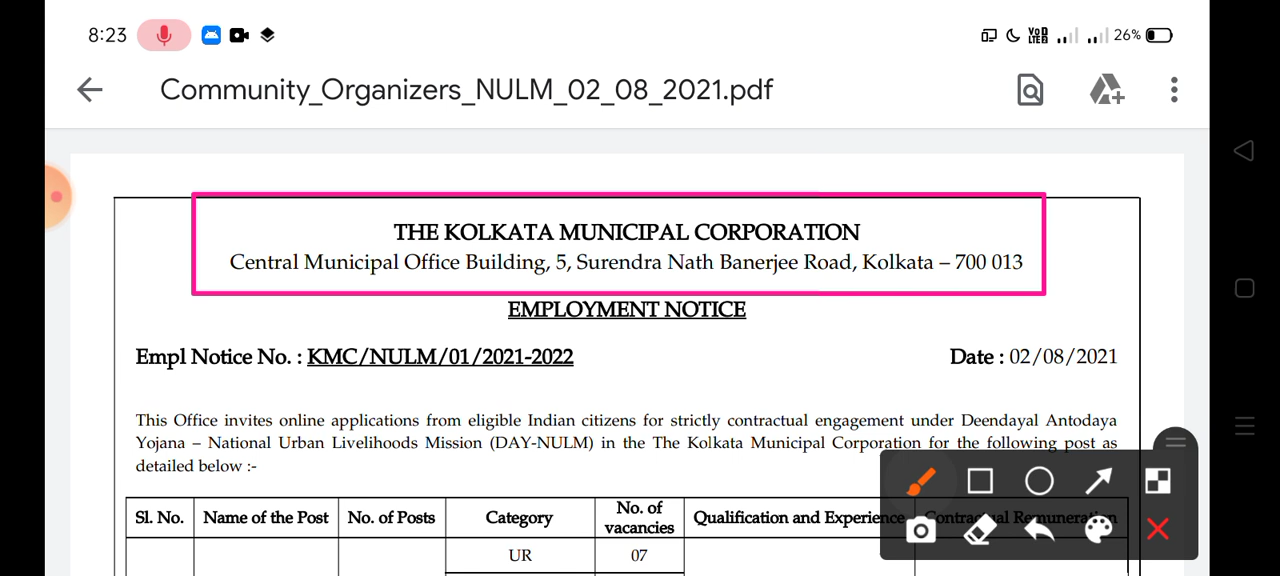 8:23
VoD LTE2 26%
Community_Organizers_NULM_02_08_2021.pdf
THE KOLKATA MUNICIPAL CORPORATION
Central Municipal Office Building, 5, Surendra Nath Banerjee Road, Kolkata – 700 013
EMPLOYMENT NOTICE
Empl Notice No. : KMC/NULM/01/2021-2022 Date : 02/08/2021
This Office invites online applications from eligible Indian citizens for strictly contractual engagement under Deendayal Antodaya
Yojana – National Urban Livelihoods Mission (DAY-NULM) in the The Kolkata Municipal Corporation for the following post as
detailed below :-
Sl. No. Name of the Post No. of Posts Category No. of vacancies Qualification and Experience Contractual Remuneration
UR 07